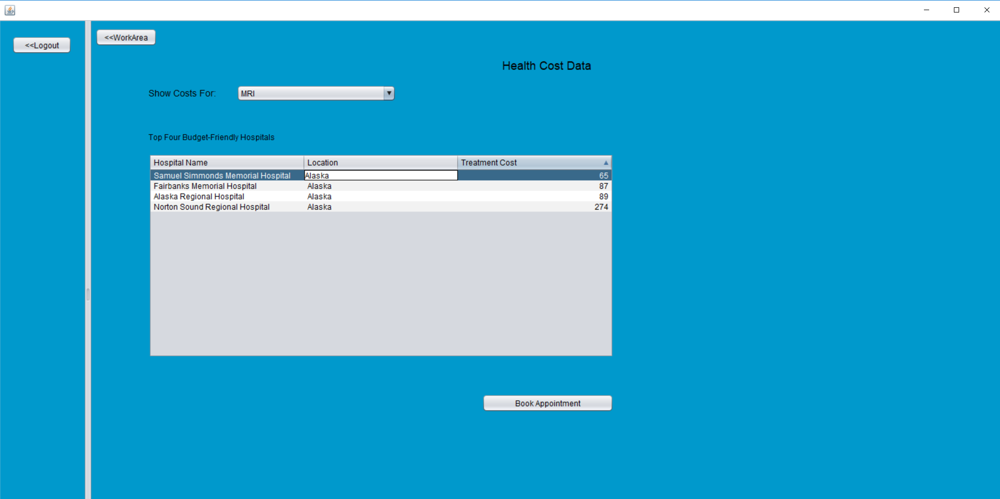 <<Logout
<<WorkArea
Health Cost Data
Show Costs For: MRI
Top Four Budget-Friendly Hospitals
Hospital Name Location Treatment Cost
Samuel Simmonds Memorial Hospital Alaska 65
Fairbanks Memorial Hospital Alaska 87
Alaska Regional Hospital Alaska 89
Norton Sound Regional Hospital Alaska 274
Book Appointment